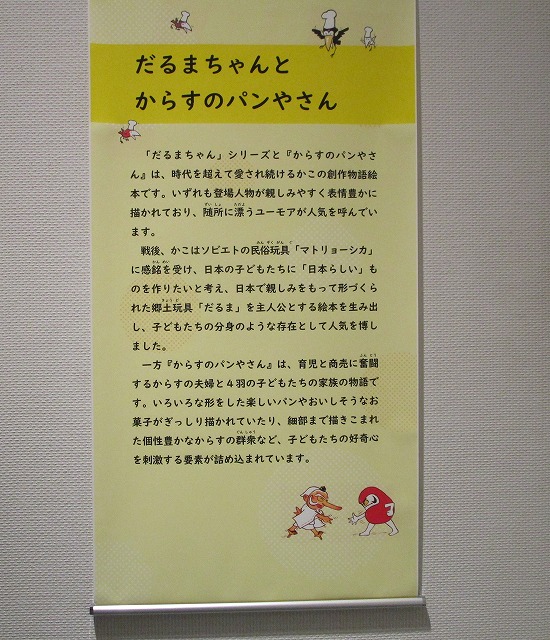 だるまちゃんと
からすのパンやさん
「だるまちゃん」シリーズと『からすのパンやさ
ん』は、時代を超えて愛され続けるかこの創作物語絵
本です。いずれも登場人物が親しみやすく表情豊かに
描かれており、随所に漂うユーモアが人気を呼んでい
ます。
戦後、かこはソビエトの民俗玩具「マトリョーシカ」
に感銘を受け、日本の子どもたちに「日本らしい」も
のを作りたいと考え、日本で親しみをもって形づくら
れた郷土玩具「だるま」を主人公とする絵本を生み出
し、子どもたちの分身のような存在として人気を博し
ました。
一方『からすのパンやさん』は、育児と商売に奮闘
するからすの夫婦と４羽の子どもたちの家族の物語で
す。いろいろな形をした楽しいパンやおいしそうなお
菓子がぎっしり描かれていたり、細部まで描きこまれ
た個性豊かなからすの群衆など、子どもたちの好奇心
を刺激する要素が詰め込まれています。